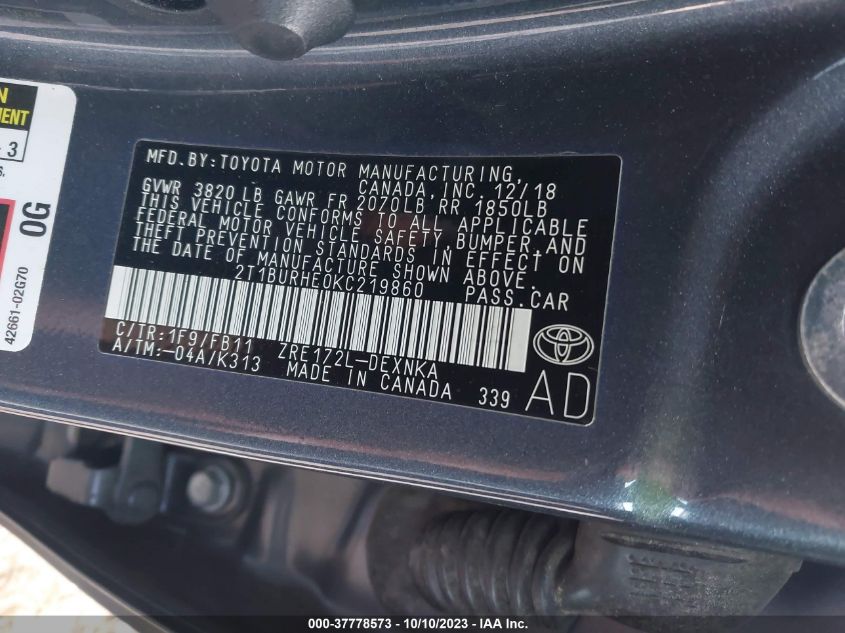 N
MENT
3
s.
OG
42661-02G70
MFD.BY:TOYOTA MOTOR MANUFACTURING,
CANADA,INC. 12/18
GVWR 3820 LB GAWR FR 2070LB RR 1850LB
THIS VEHICLE CONFORMS TO ALL APPLICABLE
FEDERAL MOTOR VEHICLE SAFETY,BUMPER,AND
THEFT PREVENTION STANDARDS IN EFFECT ON
THE DATE OF MANUFACTURE SHOWN ABOVE.
2T1BURHE0KC219860 PASS.CAR
C/TR:1F9/FB11 ZRE172L-DEXNKA
A/TM:-04A/K313 MADE IN CANADA 339
AD
000-37778573 - 10/10/2023 - IAA Inc.